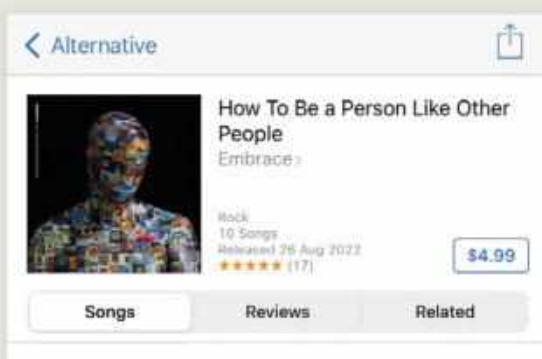 Alternative
How To Be a Person Like Other
People
Embrace
Rock
10 Songs
Released 26 Aug 2022
★★★★★ (17)
$4.99
Songs
Reviews
Related